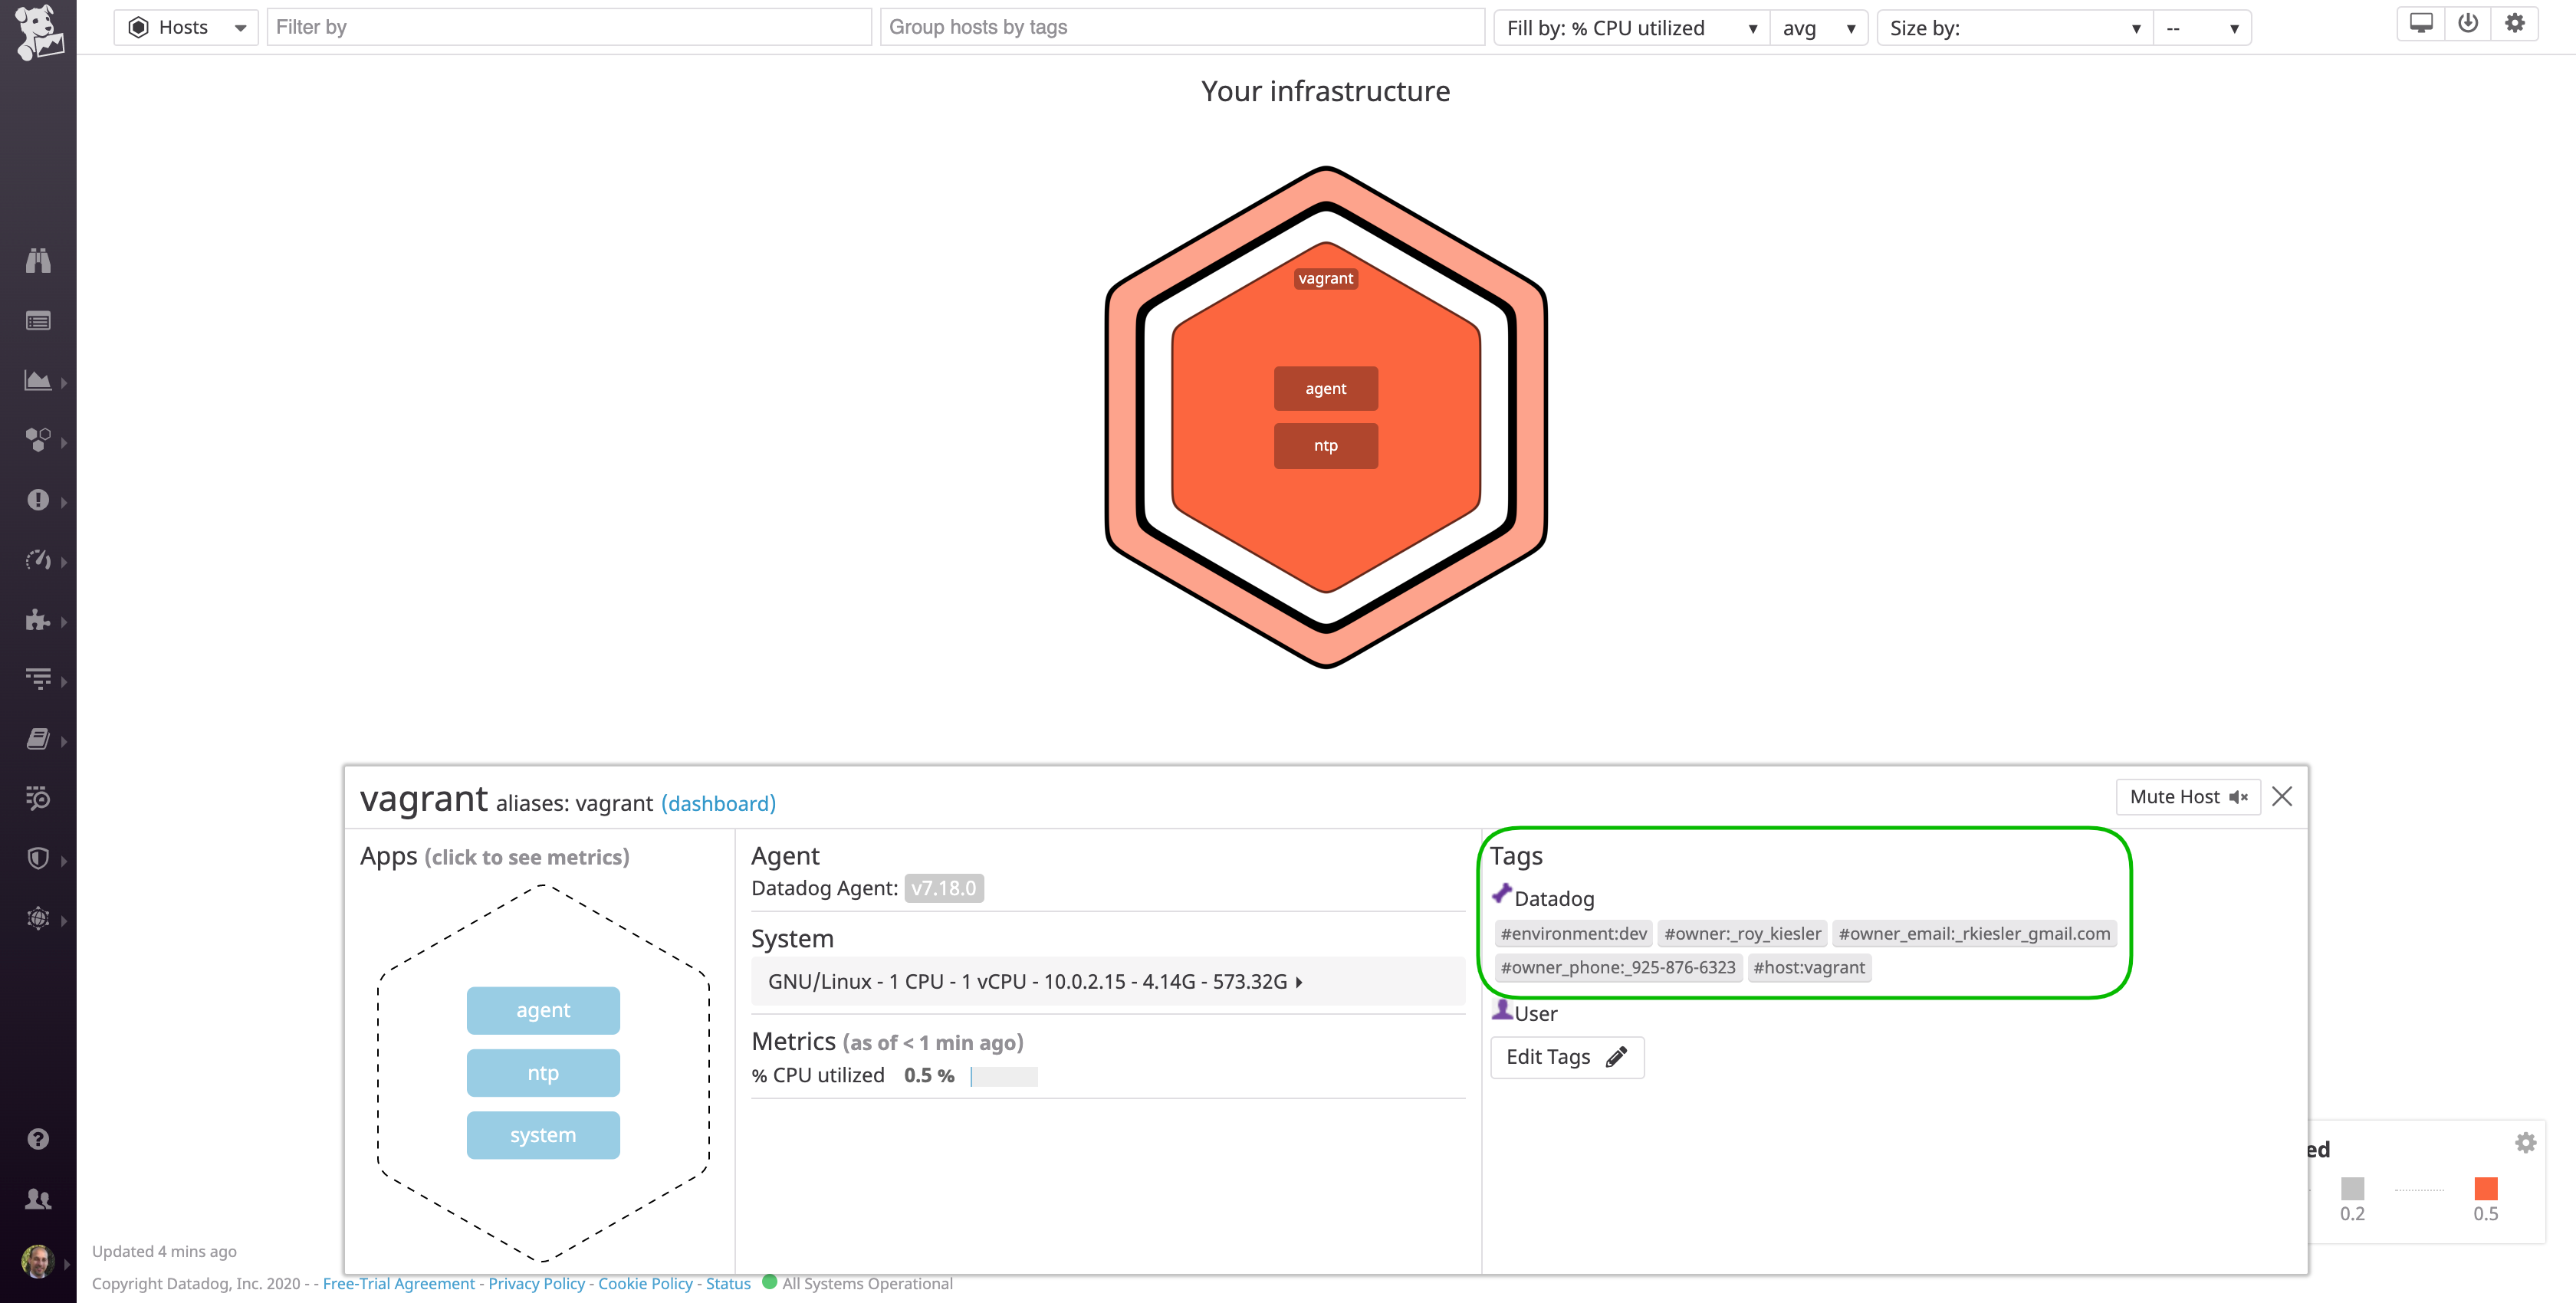 Hosts Filter by Group hosts by tags Fill by: % CPU utilized avg Size by: --
Your infrastructure
vagrant
agent
ntp
vagrant aliases: vagrant (dashboard) Mute Host
Apps (click to see metrics)
agent
ntp
system
Agent
Datadog Agent: v7.18.0
System
GNU/Linux - 1 CPU - 1 vCPU - 10.0.2.15 - 4.14G - 573.32G
Metrics (as of < 1 min ago)
% CPU utilized 0.5 %
Tags
Datadog
#environment:dev #owner:_roy_kiesler #owner_email:_rkiesler_gmail.com
#owner_phone:_925-876-6323 #host:vagrant
User
Edit Tags
ed
0.2 0.5
Updated 4 mins ago
Copyright Datadog, Inc. 2020 - - Free-Trial Agreement - Privacy Policy - Cookie Policy - Status All Systems Operational